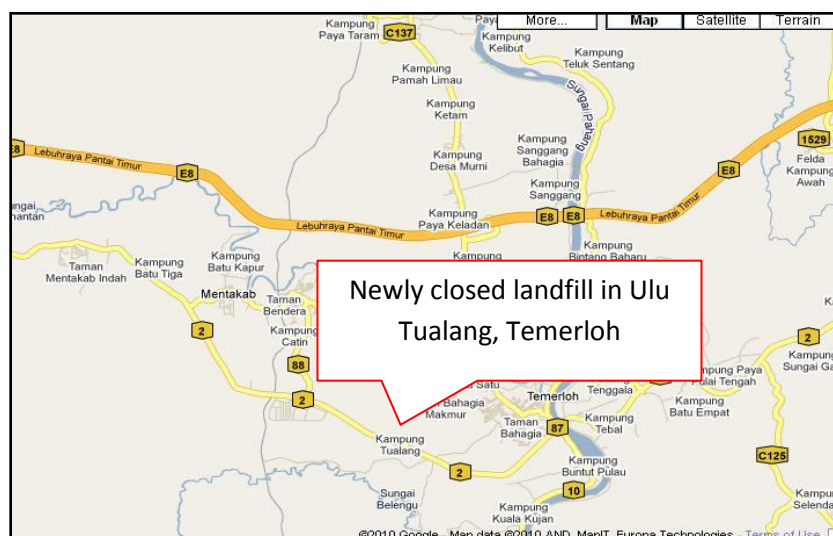 Kampung
Paya Taram
C137
Kampung
Kelibut
More...
Map
Satellite
Terrain
Kampung
Teluk Sentang
Kampung
Pamah Limau
Kampung
Ketam
Sungai Pahang
Kampung
Sanggang
Bahagia
1529
Felda
Kampung
Awah
E8
Lebuhraya Pantai Timur
E8
Kampung
Desa Murni
Kampung
Sanggang
E8
Kampung
Paya Keladan
Lebuhraya Pantai Timur
E8
E8
Lebuhraya Pantai Timur
Kampung
Bintang Baharu
Kampung
Taman
Mentakab Indah
Kampung
Batu Tiga
Kampung
Batu Kapur
Mentakab
Taman
Bendera
Kampung
Catin
Newly closed landfill in Ulu
Tualang, Temerloh
2
88
2
2
Kampung
Satu
Bahagia
Makmur
Temerloh
Tenggala
Kampung
Batu Empat
Taman
Bahagia
87
Kampung
Tebal
Kampung
Tualang
2
Kampung
Buntut Pulau
C125
10
Sungai
Belengu
Kampung
Kuala Kujan
©2010 Google - Map data ©2010 AND, MapIT, Europa Technologies - Terms of Use